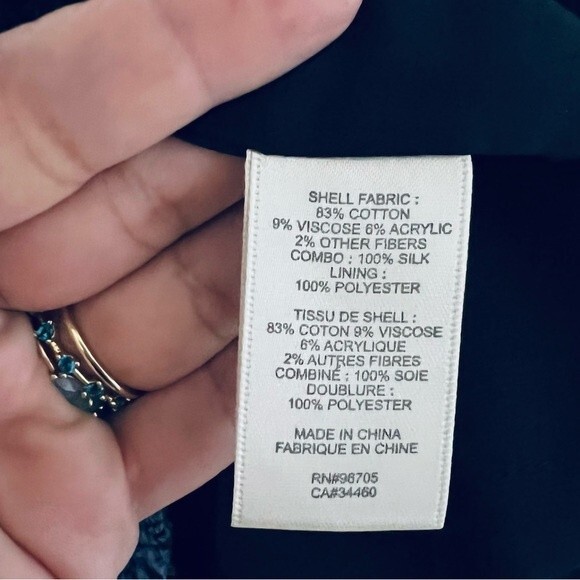 SHELL FABRIC :
83% COTTON
9% VISCOSE 6% ACRYLIC
2% OTHER FIBERS
COMBO : 100% SILK
LINING :
100% POLYESTER
TISSU DE SHELL :
83% COTON 9% VISCOSE
6% ACRYLIQUE
2% AUTRES FIBRES
COMBINÉ : 100% SOIE
DOUBLURE :
100% POLYESTER
MADE IN CHINA
FABRIQUE EN CHINE
RN#96705
CA#34460